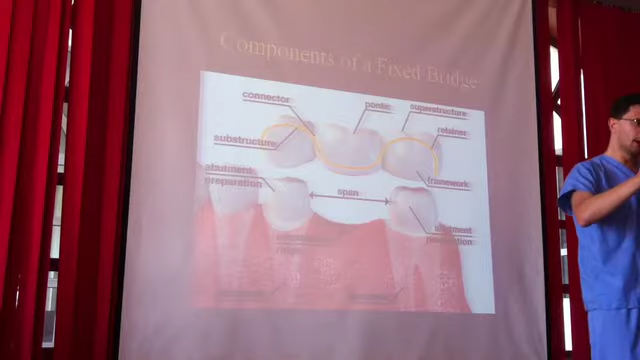 Components of a Fixed Bridge
connector
pontic
superstructure
substructure
retainer
abutment
preparation
framework
span
abutment
preparation